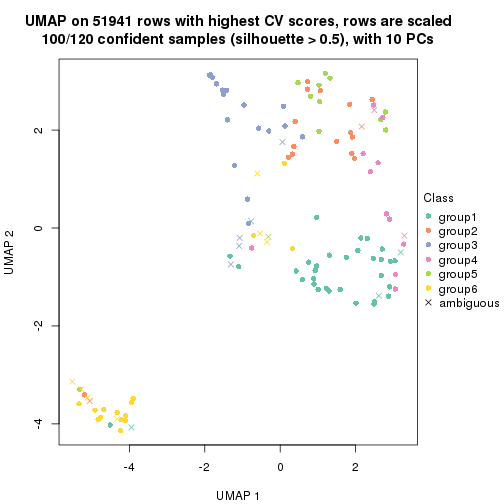 UMAP on 51941 rows with highest CV scores, rows are scaled
100/120 confident samples (silhouette > 0.5), with 10 PCs
UMAP 2
2
0
-2
-4
-4
-2
0
2
UMAP 1
Class
group1
group2
group3
group4
group5
group6
ambiguous